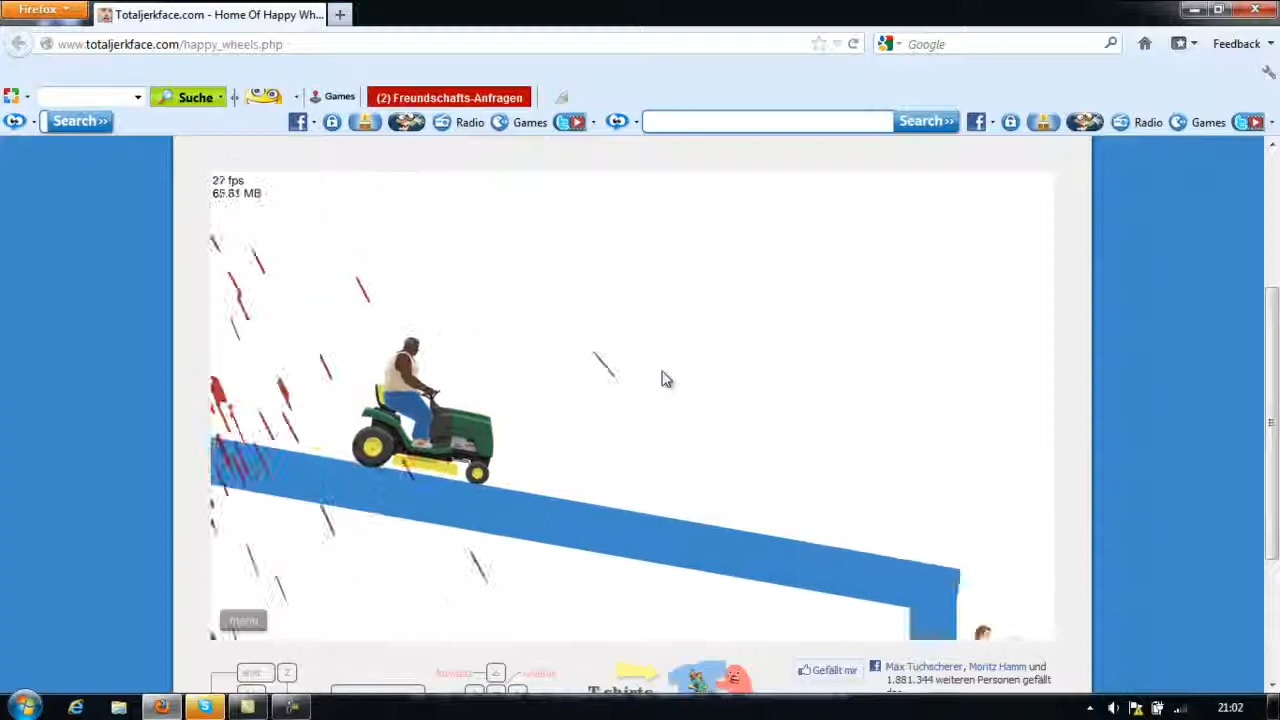 Firefox
Totaljerkface.com - Home Of Happy Wh...
www.totaljerkface.com/happy_wheels.php
Google
Feedback
Suche
Games
(2) Freundschafts-Anfragen
Search>>
Radio
Games
Search>>
Radio
Games
27 fps
65.81 MB
menu
Z
T-shirts
Gefällt mir
Max Tuchscherer, Moritz Hamm und
1.881.344 weiteren Personen gefällt
21:02